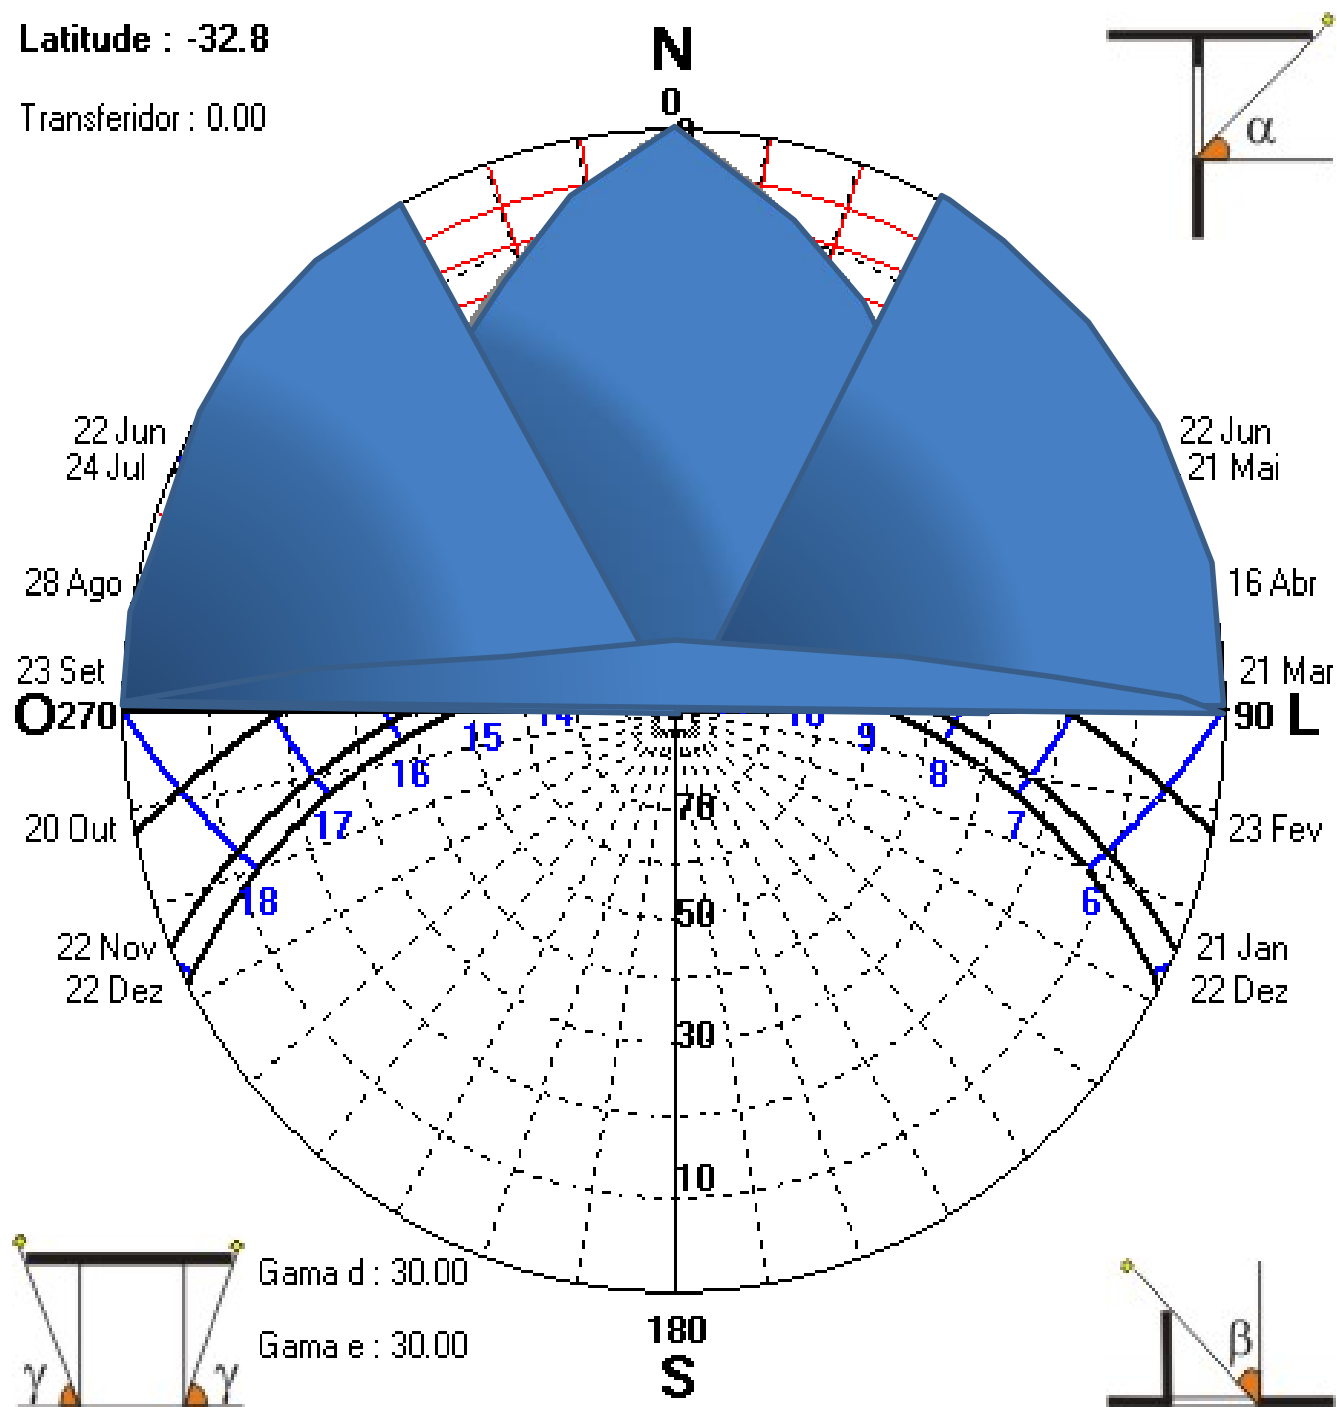 Latitude : -32.8
Transferidor : 0.00
N
0
α
22 Jun
24 Jul
28 Ago
23 Set
O 270
20 Out
22 Nov
22 Dez
22 Jun
21 Mai
16 Abr
21 Mar
90 L
23 Fev
21 Jan
22 Dez
15
16
17
18
9
8
7
6
70
50
30
10
Gama d : 30.00
Gama e : 30.00
γ
γ
β
180
S